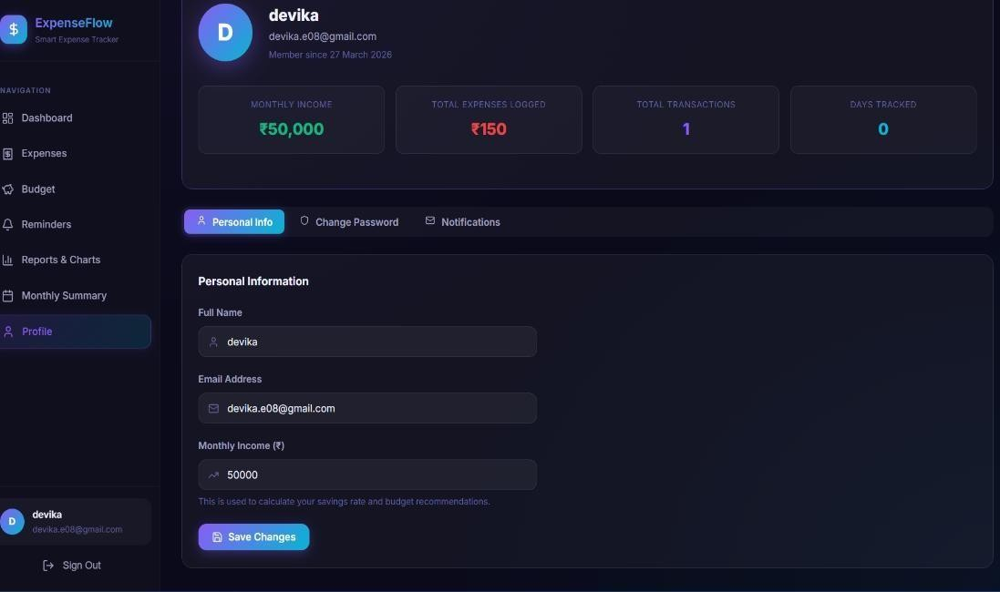 $
ExpenseFlow
Smart Expense Tracker
NAVIGATION
Dashboard
Expenses
Budget
Reminders
Reports & Charts
Monthly Summary
Profile
D
devika
devika.e08@gmail.com
Sign Out
D
devika
devika.e08@gmail.com
Member since 27 March 2026
MONTHLY INCOME
₹50,000
TOTAL EXPENSES LOGGED
₹150
TOTAL TRANSACTIONS
1
DAYS TRACKED
0
Personal Info
Change Password
Notifications
Personal Information
Full Name
devika
Email Address
devika.e08@gmail.com
Monthly Income (₹)
50000
This is used to calculate your savings rate and budget recommendations.
Save Changes